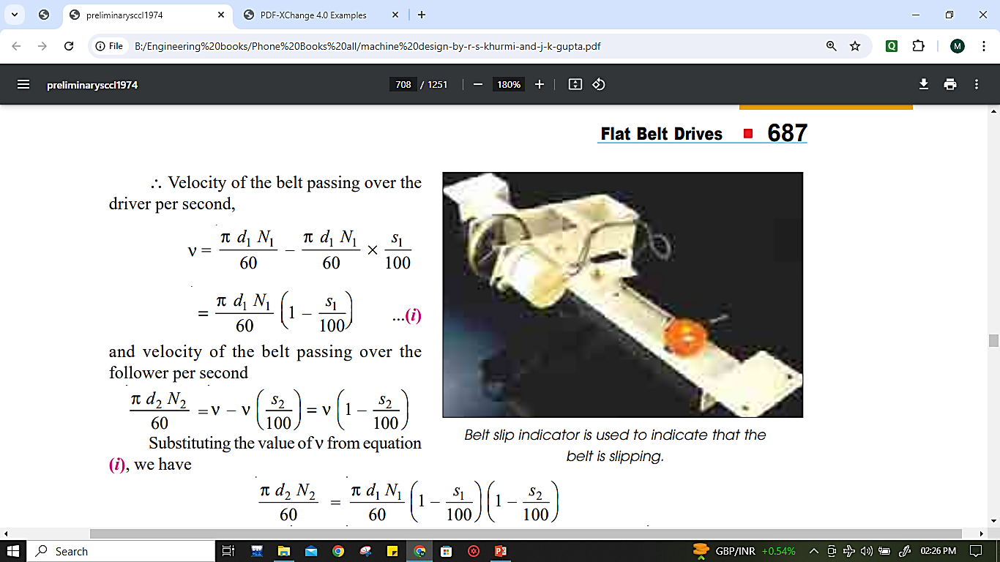 preliminarysccl1974
PDF-XChange 4.0 Examples
File
B:/Engineering%20books/Phone%20Books%20all/machine%20design-by-r-s-khurmi-and-j-k-gupta.pdf
Q
M
preliminarysccl1974
708 / 1251
180%
Flat Belt Drives ■ 687
∴ Velocity of the belt passing over the
driver per second,
v = π d₁ N₁/60 – π d₁ N₁/60 × s₁/100
= π d₁ N₁/60 (1 – s₁/100) ...(i)
and velocity of the belt passing over the
follower per second
π d₂ N₂/60 = v – v (s₂/100) = v (1 – s₂/100)
Substituting the value of v from equation
(i), we have
π d₂ N₂/60 = π d₁ N₁/60 (1 – s₁/100) (1 – s₂/100)
Belt slip indicator is used to indicate that the
belt is slipping.
Search
GBP/INR +0.54%
02:26 PM